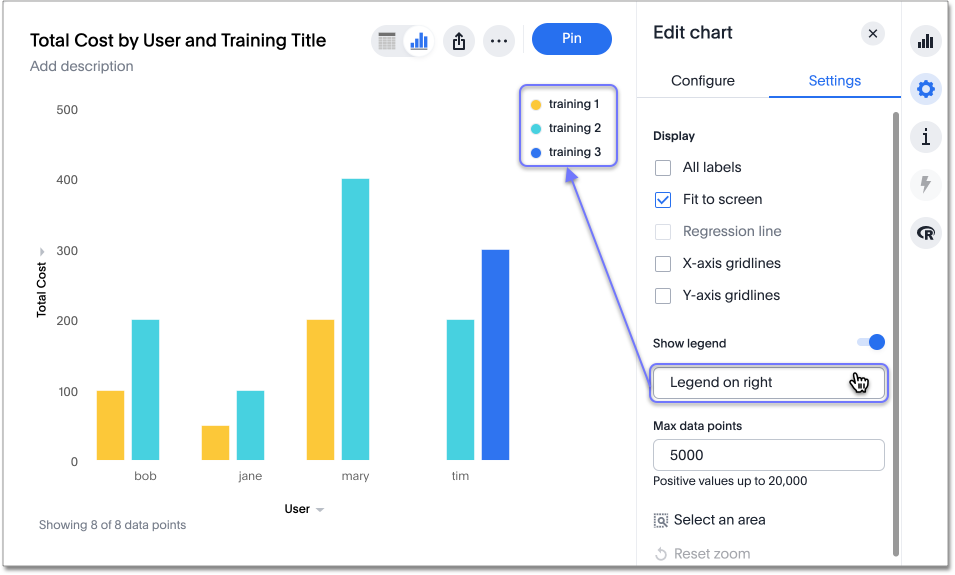 Total Cost by User and Training Title
Add description
Pin
training 1
training 2
training 3
500
400
300
200
100
0
Total Cost
bob
jane
mary
tim
User
Showing 8 of 8 data points
Edit chart
Configure
Settings
Display
All labels
Fit to screen
Regression line
X-axis gridlines
Y-axis gridlines
Show legend
Legend on right
Max data points
5000
Positive values up to 20,000
Select an area
Reset zoom
i
R